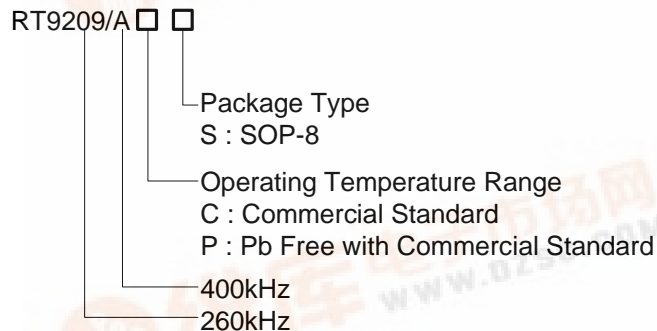 RT9209/A
Package Type
S : SOP-8
Operating Temperature Range
C : Commercial Standard
P : Pb Free with Commercial Standard
400kHz
260kHz